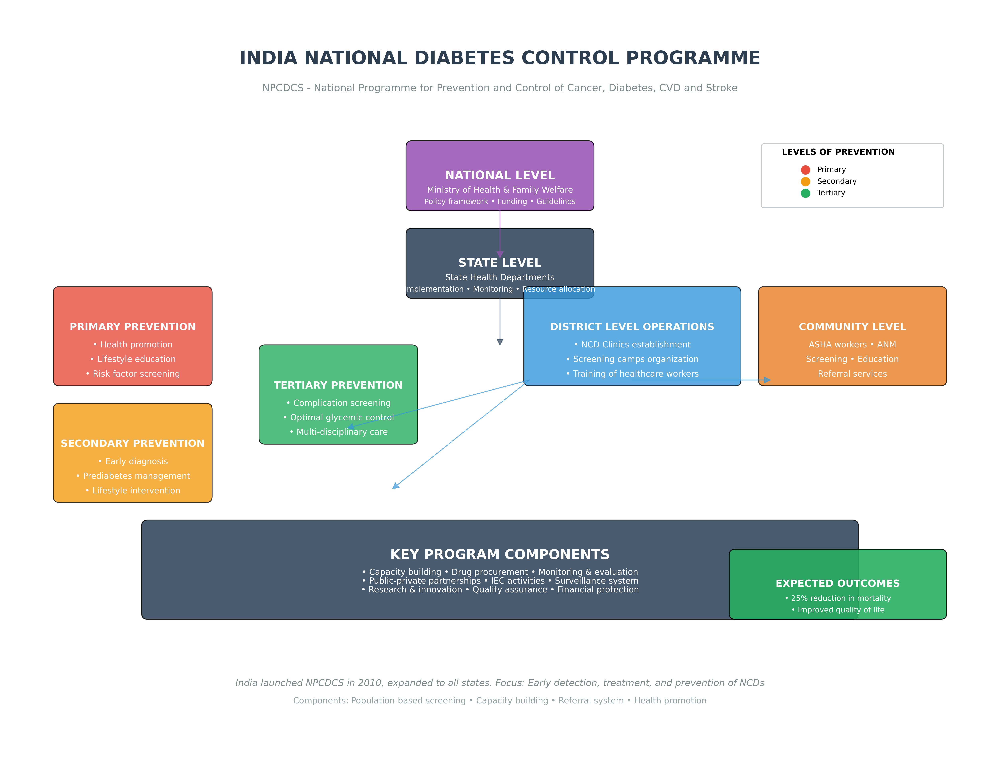 INDIA NATIONAL DIABETES CONTROL PROGRAMME
NPCDCS - National Programme for Prevention and Control of Cancer, Diabetes, CVD and Stroke
NATIONAL LEVEL
Ministry of Health & Family Welfare
Policy framework • Funding • Guidelines
LEVELS OF PREVENTION
Primary
Secondary
Tertiary
STATE LEVEL
State Health Departments
Implementation • Monitoring • Resource allocation
PRIMARY PREVENTION
• Health promotion
• Lifestyle education
• Risk factor screening
DISTRICT LEVEL OPERATIONS
• NCD Clinics establishment
• Screening camps organization
• Training of healthcare workers
COMMUNITY LEVEL
ASHA workers • ANM
Screening • Education
Referral services
TERTIARY PREVENTION
• Complication screening
• Optimal glycemic control
• Multi-disciplinary care
SECONDARY PREVENTION
• Early diagnosis
• Prediabetes management
• Lifestyle intervention
KEY PROGRAM COMPONENTS
• Capacity building • Drug procurement • Monitoring & evaluation
• Public-private partnerships • IEC activities • Surveillance system
• Research & innovation • Quality assurance • Financial protection
EXPECTED OUTCOMES
• 25% reduction in mortality
• Improved quality of life
India launched NPCDCS in 2010, expanded to all states. Focus: Early detection, treatment, and prevention of NCDs
Components: Population-based screening • Capacity building • Referral system • Health promotion